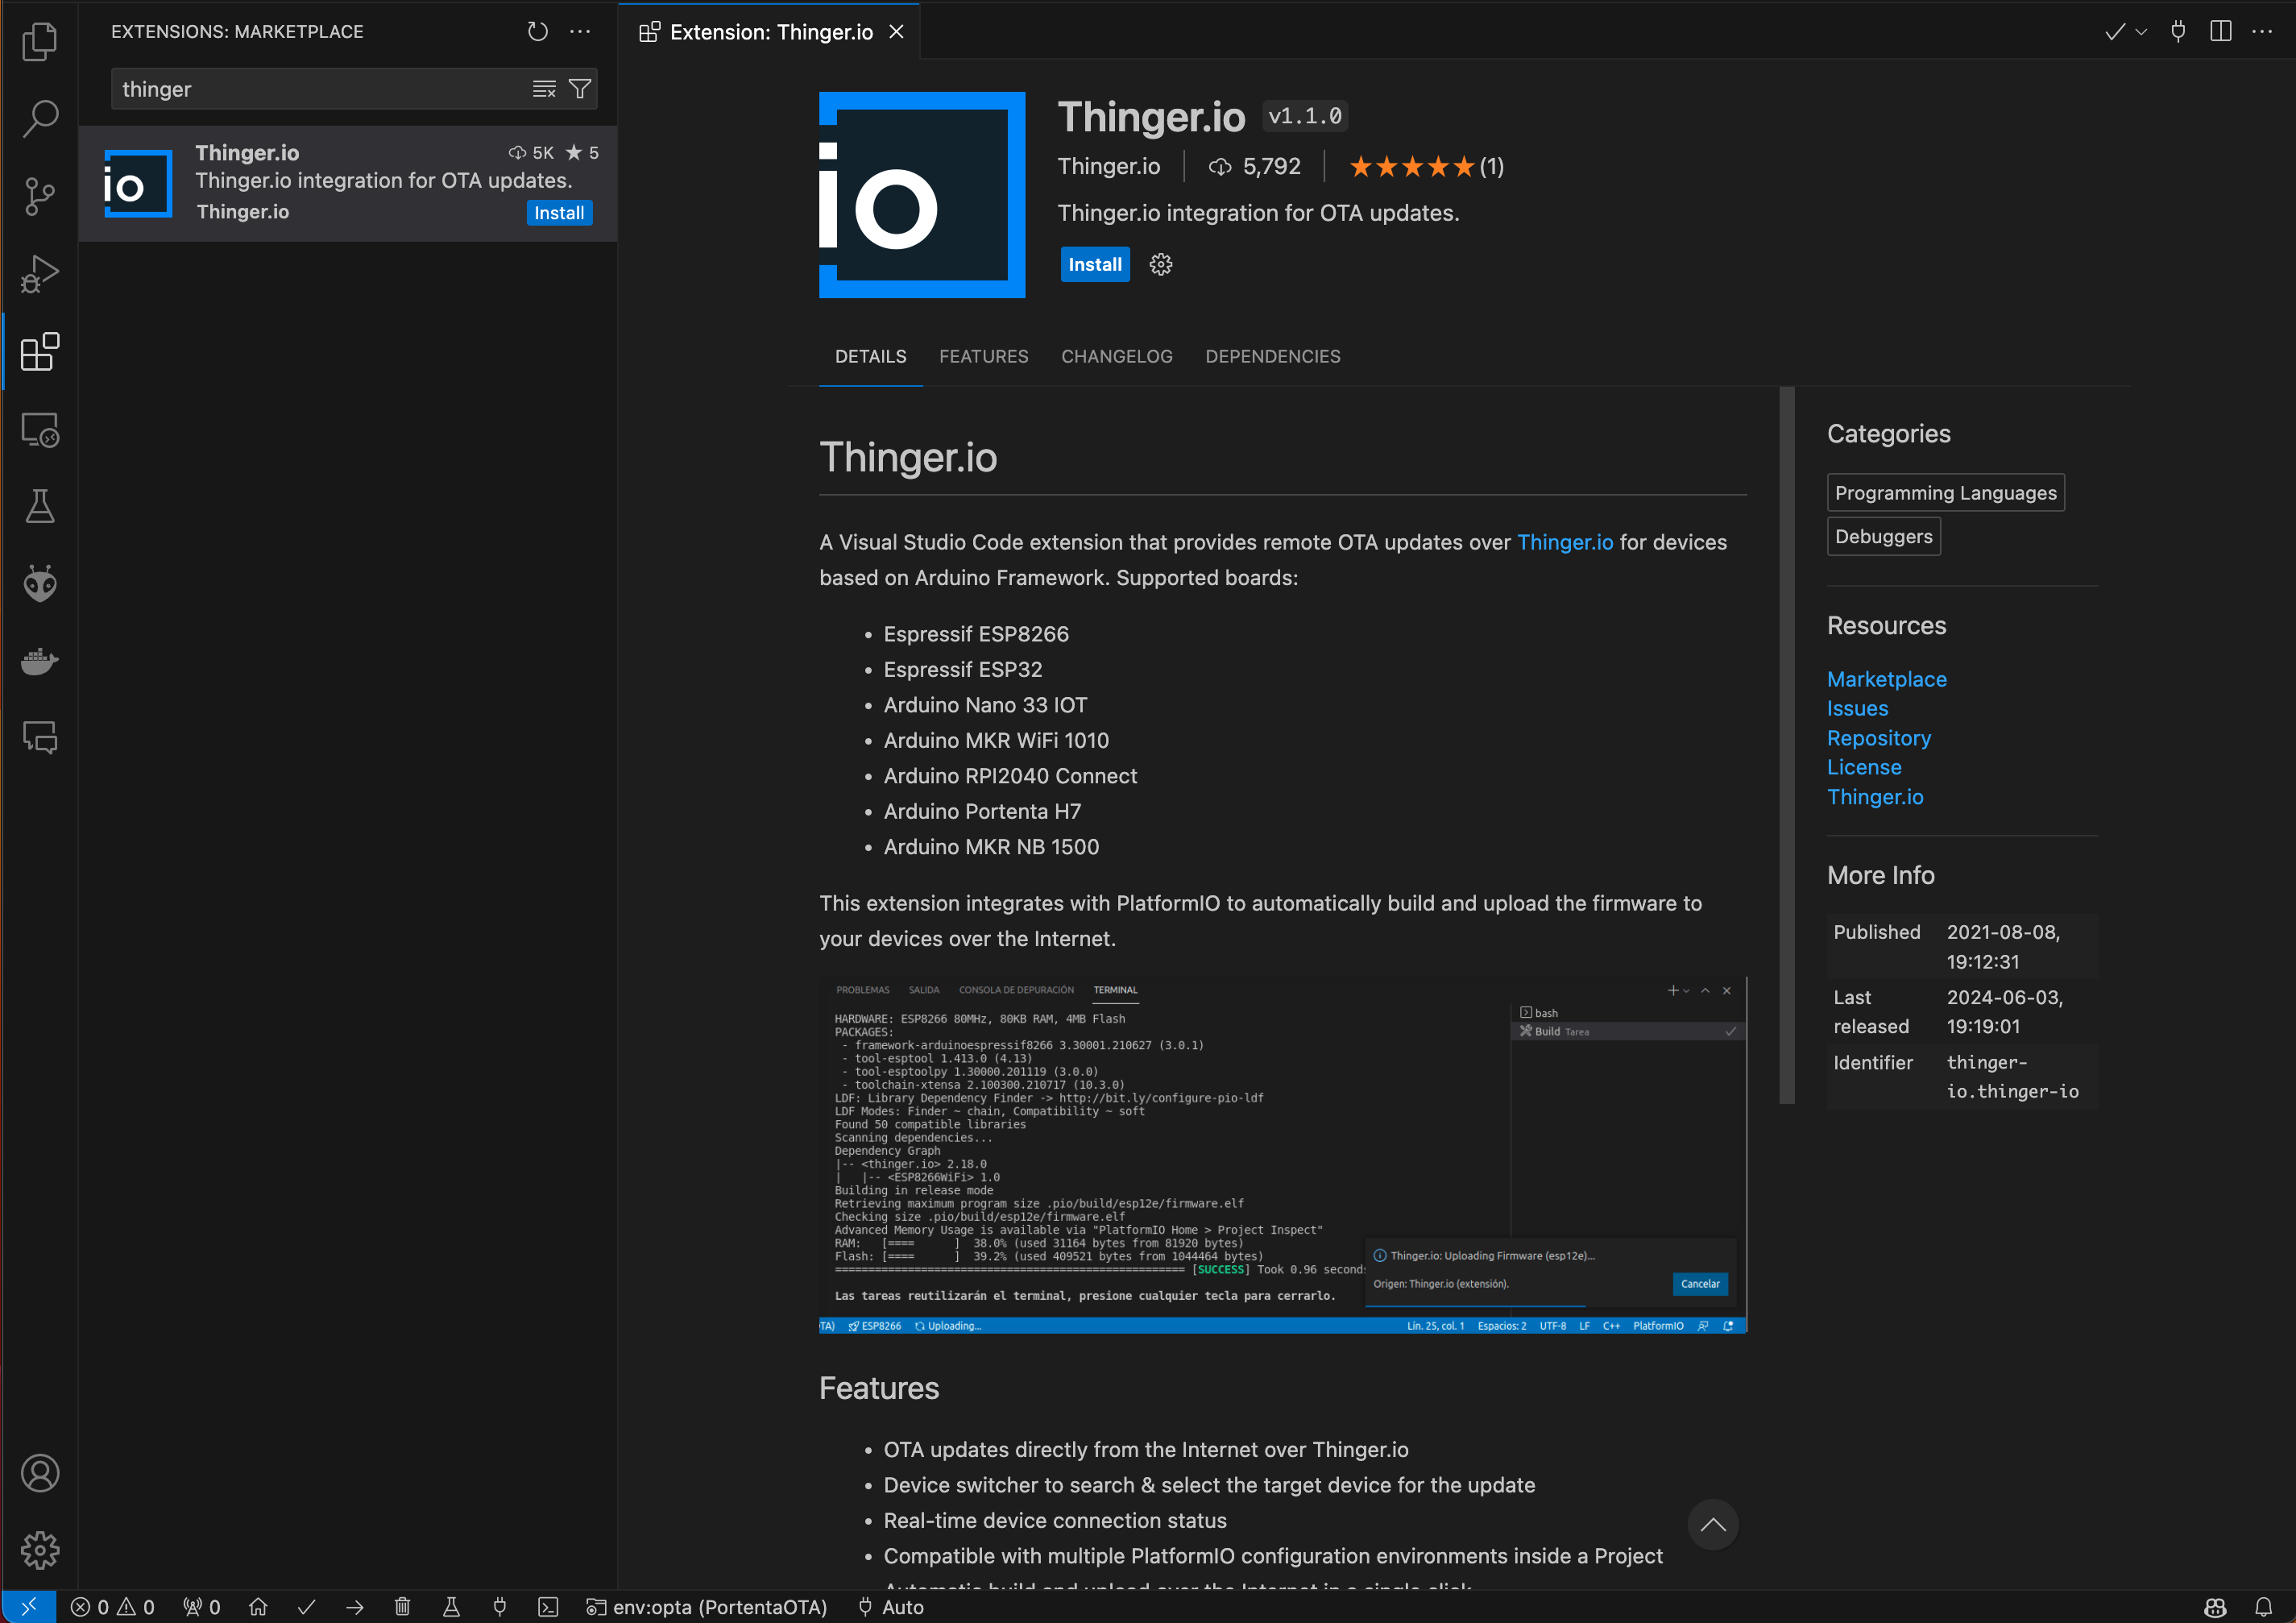 EXTENSIONS: MARKETPLACE
thinger
Thinger.io 5K ★ 5
Thinger.io integration for OTA updates.
Thinger.io Install
Extension: Thinger.io
io
Thinger.io v1.1.0
Thinger.io 5,792 ★★★★★ (1)
Thinger.io integration for OTA updates.
Install
DETAILS FEATURES CHANGELOG DEPENDENCIES
Thinger.io
A Visual Studio Code extension that provides remote OTA updates over Thinger.io for devices
based on Arduino Framework. Supported boards:
• Espressif ESP8266
• Espressif ESP32
• Arduino Nano 33 IOT
• Arduino MKR WiFi 1010
• Arduino RPI2040 Connect
• Arduino Portenta H7
• Arduino MKR NB 1500
This extension integrates with PlatformIO to automatically build and upload the firmware to
your devices over the Internet.
PROBLEMAS SALIDA CONSOLA DE DEPURACIÓN TERMINAL
HARDWARE: ESP8266 80MHz, 80KB RAM, 4MB Flash
PACKAGES:
- framework-arduinoespressif8266 3.30001.210627 (3.0.1)
- tool-esptool 1.413.0 (4.13)
- tool-esptoolpy 1.30000.201119 (3.0.0)
- toolchain-xtensa 2.100300.210717 (10.3.0)
LDF: Library Dependency Finder -> http://bit.ly/configure-pio-ldf
LDF Modes: Finder ~ chain, Compatibility ~ soft
Found 50 compatible libraries
Scanning dependencies...
Dependency Graph
|-- <thinger.io> 2.18.0
| |-- <ESP8266WiFi> 1.0
Building in release mode
Retrieving maximum program size .pio/build/esp12e/firmware.elf
Checking size .pio/build/esp12e/firmware.elf
Advanced Memory Usage is available via "PlatformIO Home > Project Inspect"
RAM: [==== ] 38.0% (used 31164 bytes from 81920 bytes)
Flash: [==== ] 39.2% (used 409521 bytes from 1044464 bytes)
===================================================== [SUCCESS] Took 0.96 seconds
Las tareas reutilizarán el terminal, presione cualquier tecla para cerrarlo.
bash
Build Tarea
Thinger.io: Uploading Firmware (esp12e)...
Origen: Thinger.io (extensión). Cancelar
TA) ESP8266 Uploading... Lín. 25, col. 1 Espacios: 2 UTF-8 LF C++ PlatformIO
Features
• OTA updates directly from the Internet over Thinger.io
• Device switcher to search & select the target device for the update
• Real-time device connection status
• Compatible with multiple PlatformIO configuration environments inside a Project
• Automatic build and upload over the Internet in a single click
Categories
Programming Languages
Debuggers
Resources
Marketplace
Issues
Repository
License
Thinger.io
More Info
Published 2021-08-08,
19:12:31
Last 2024-06-03,
released 19:19:01
Identifier thinger-
io.thinger-io
0 0 0 env:opta (PortentaOTA) Auto